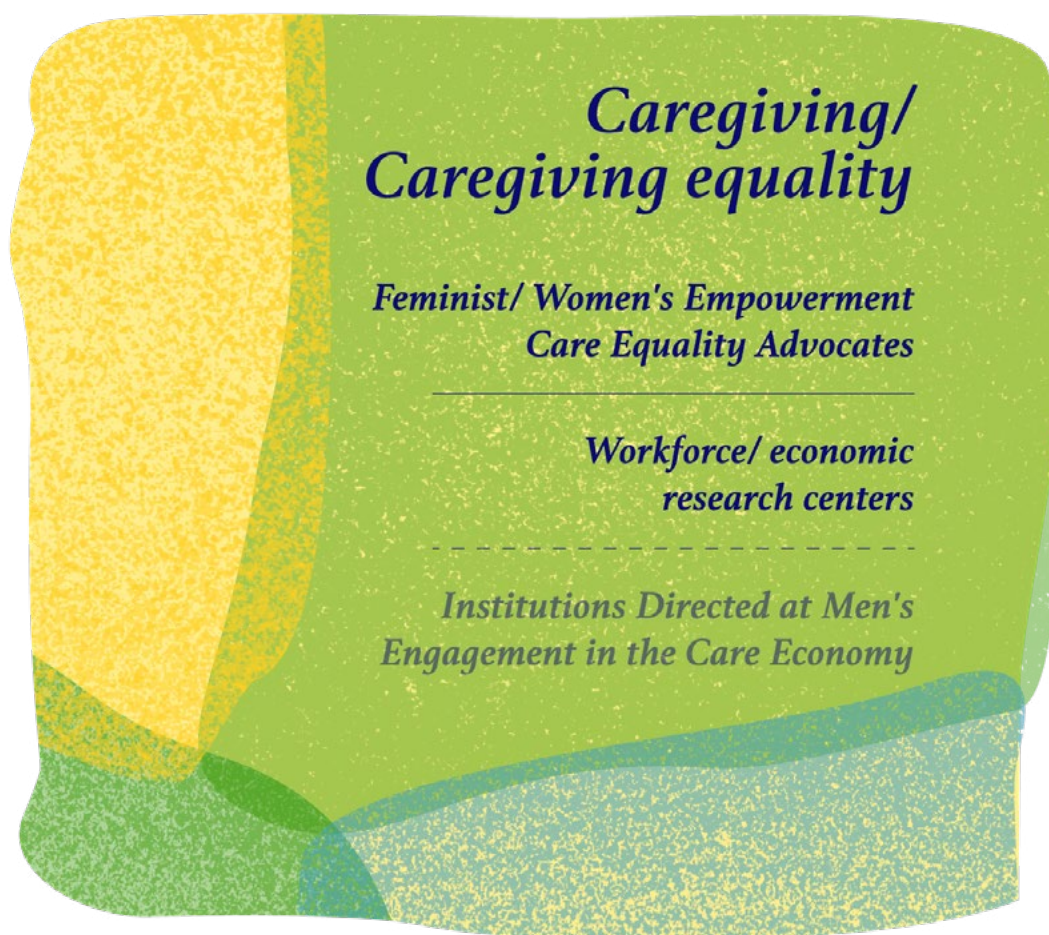 Caregiving/
Caregiving equality
Feminist/ Women's Empowerment
Care Equality Advocates
Workforce/ economic
research centers
Institutions Directed at Men's
Engagement in the Care Economy